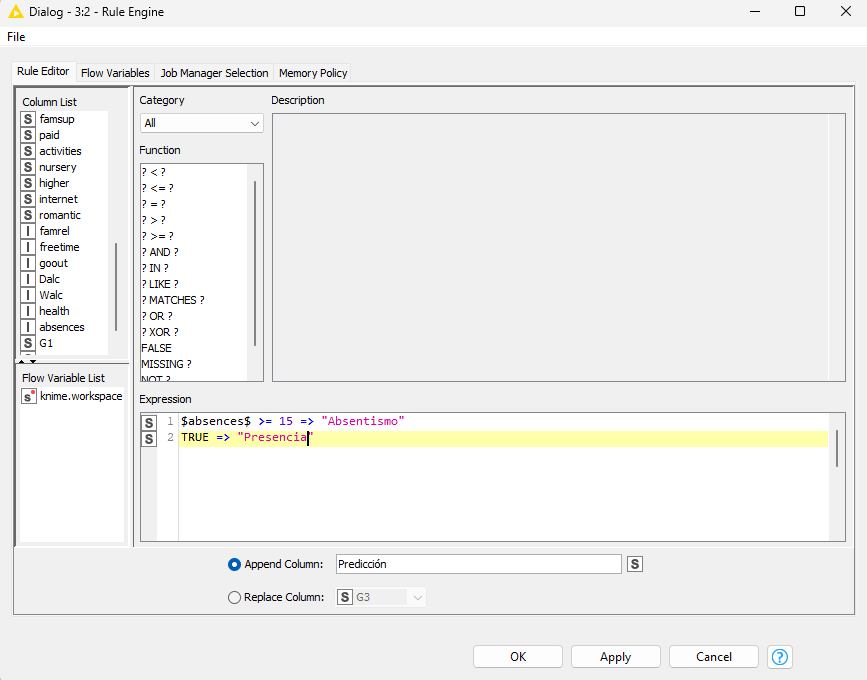 Dialog - 3:2 - Rule Engine
File
Rule Editor
Flow Variables
Job Manager Selection
Memory Policy
Column List
S famsup
S paid
S activities
S nursery
S higher
S internet
S romantic
I famrel
I freetime
I goout
I Dalc
I Walc
I health
I absences
S G1
Flow Variable List
s knime.workspace
Category
All
Function
? < ?
? <= ?
? = ?
? > ?
? >= ?
? AND ?
? IN ?
? LIKE ?
? MATCHES ?
? OR ?
? XOR ?
FALSE
MISSING ?
NOT ?
Description
Expression
S 1 $absences$ >= 15 => "Absentismo"
S 2 TRUE => "Presencia"
Append Column: Predicción S
Replace Column: S G3
OK Apply Cancel ?